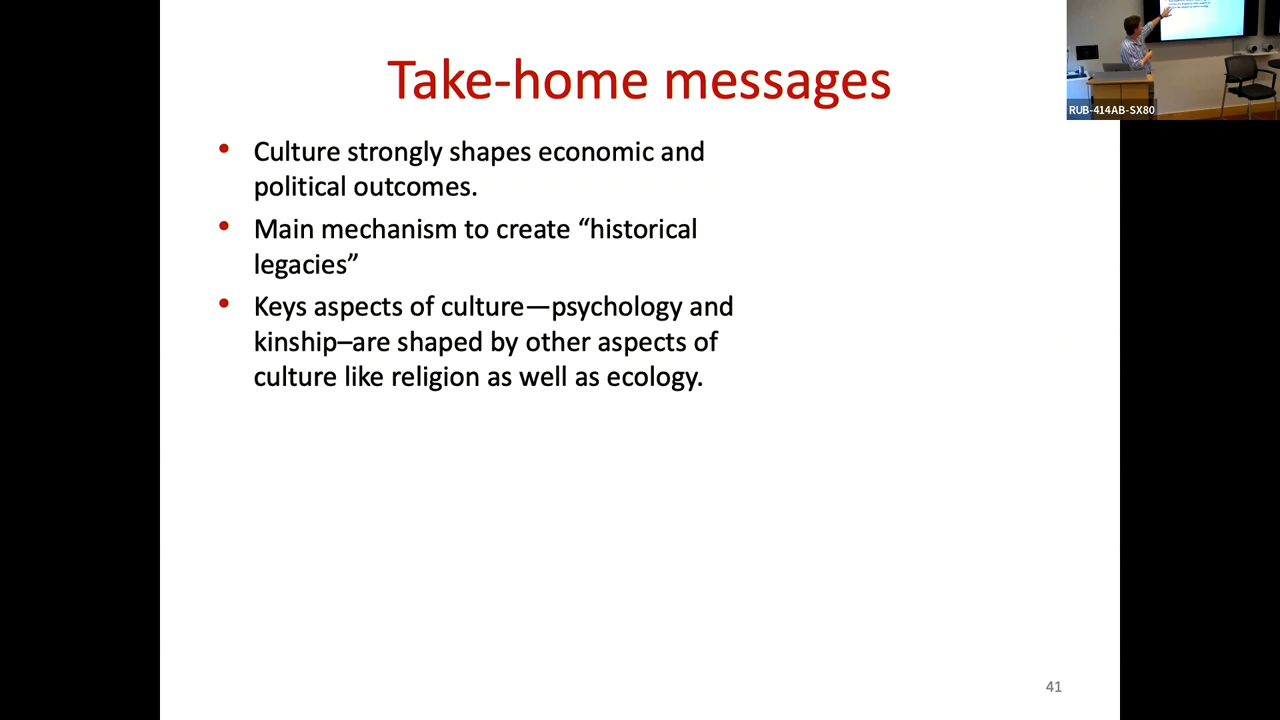 Take-home messages
RUB-414AB-SX80
• Culture strongly shapes economic and
political outcomes.
• Main mechanism to create “historical
legacies”
• Keys aspects of culture—psychology and
kinship–are shaped by other aspects of
culture like religion as well as ecology.
41